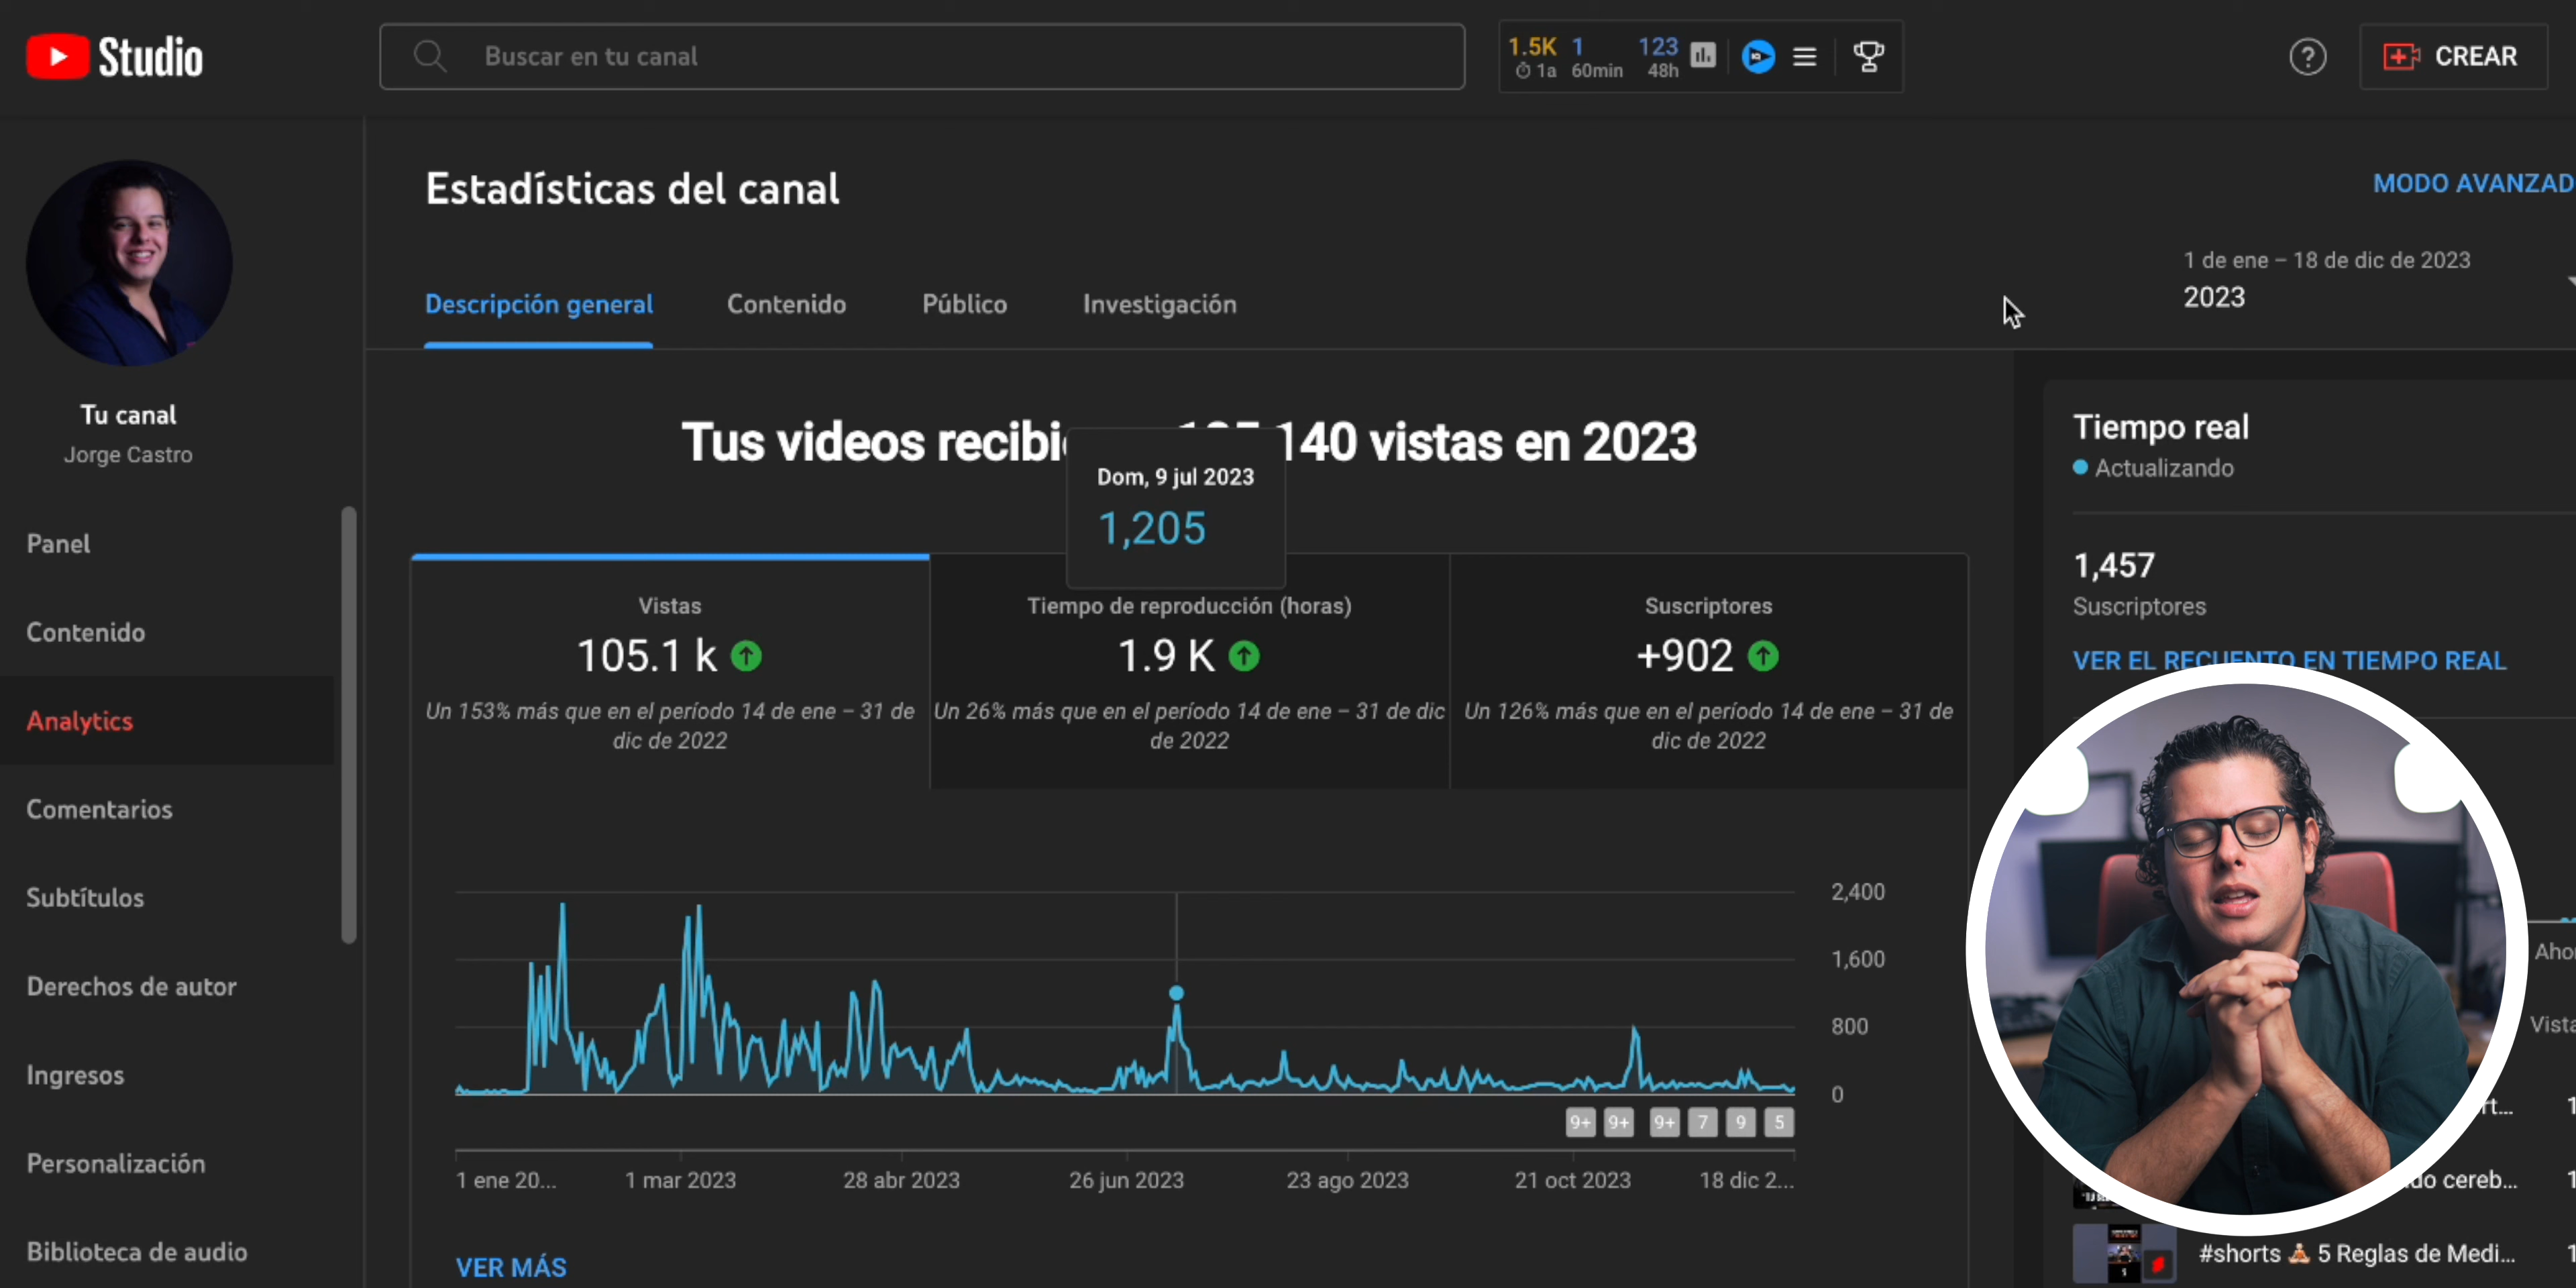 Studio
Buscar en tu canal
1.5K 1 123
1a 60min 48h
CREAR
Estadísticas del canal
MODO AVANZAD
1 de ene – 18 de dic de 2023
2023
Descripción general
Contenido
Público
Investigación
Tu canal
Jorge Castro
Panel
Contenido
Analytics
Comentarios
Subtítulos
Derechos de autor
Ingresos
Personalización
Biblioteca de audio
Tus videos 140 vistas en 2023
Dom, 9 jul 2023
1,205
Vistas
105.1 k
Un 153% más que en el período 14 de ene – 31 de
dic de 2022
Tiempo de reproducción (horas)
1.9 K
Un 26% más que en el período 14 de ene – 31 de dic
de 2022
Suscriptores
+902
Un 126% más que en el período 14 de ene – 31 de
dic de 2022
2,400
1,600
800
0
9+ 9+ 9+ 7 9 5
1 ene 20... 1 mar 2023 28 abr 2023 26 jun 2023 23 ago 2023 21 oct 2023 18 dic 2...
VER MÁS
Tiempo real
Actualizando
1,457
Suscriptores
VER EL RECUENTO EN TIEMPO REAL
#shorts 🧘 5 Reglas de Medi...